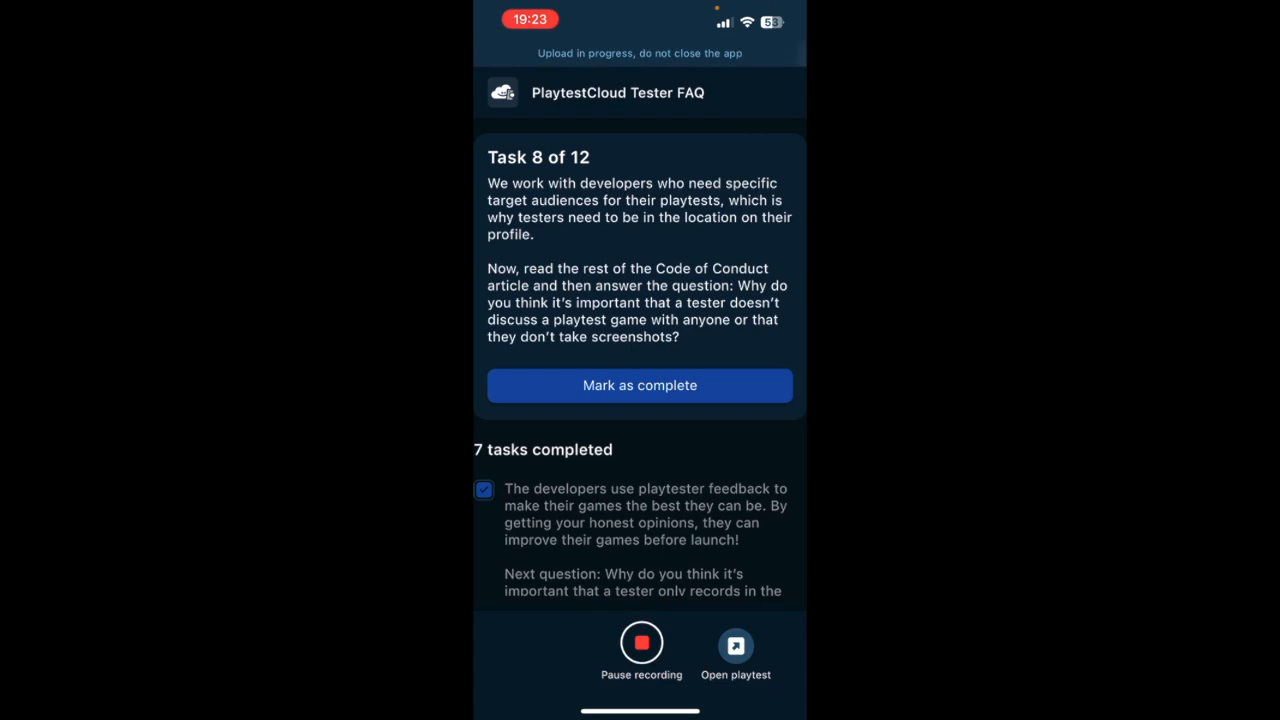 19:23
53
Upload in progress, do not close the app
PlaytestCloud Tester FAQ
Task 8 of 12
We work with developers who need specific
target audiences for their playtests, which is
why testers need to be in the location on their
profile.
Now, read the rest of the Code of Conduct
article and then answer the question: Why do
you think it’s important that a tester doesn’t
discuss a playtest game with anyone or that
they don’t take screenshots?
Mark as complete
7 tasks completed
The developers use playtester feedback to
make their games the best they can be. By
getting your honest opinions, they can
improve their games before launch!
Next question: Why do you think it’s
important that a tester only records in the
Pause recording
Open playtest